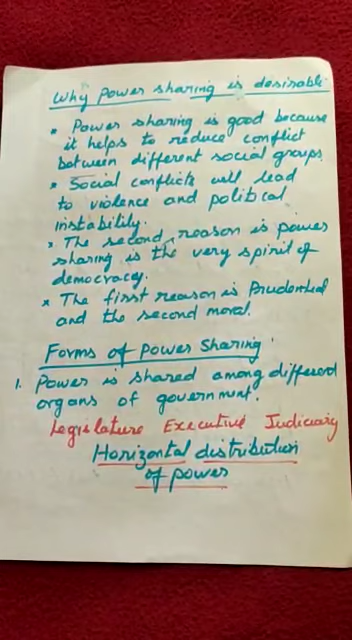 Why Power sharing is desirable
* Power sharing is good because
it helps to reduce conflict
between different social groups.
* Social conflicts will lead
to violence and political
instability.
* The second reason is power
sharing is the very spirit of
democracy.
* The first reason is Prudential
and the second moral.
Forms of Power Sharing
1. Power is shared among different
organs of government.
Legislature Executive Judiciary
Horizontal distribution
of power